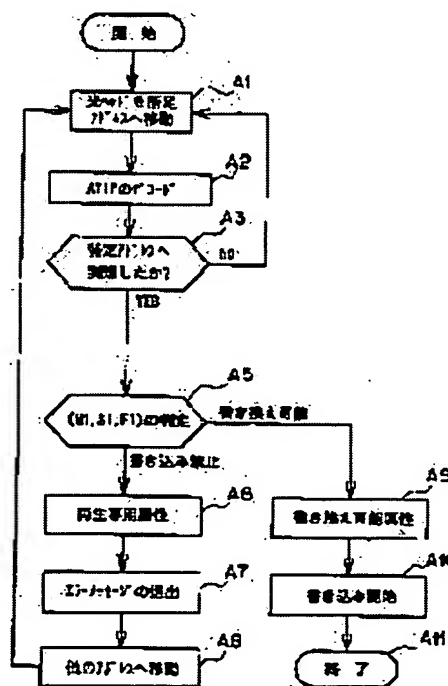 開 始
A1
光ヘッドを所定
アドレスへ移動
A2
ATIPのデコード
A3
指定アドレスへ
到達したか?
NO
YES
A5
(M1,S1,F1)の判定
書き換え可能
書き込み禁止
A6
再生専用属性
A9
書き換え可能属性
A7
エラーメッセージの送出
A10
書き込み開始
A8
他のアドレスへ移動
A11
終 了